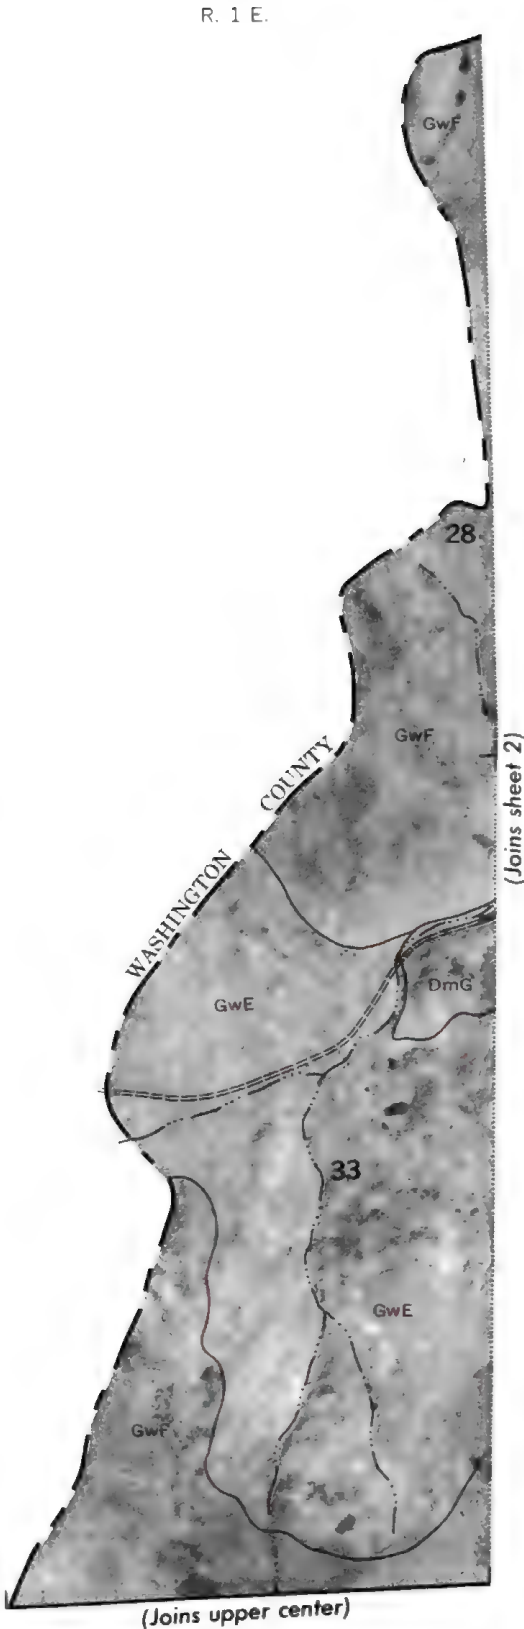 R. 1 E.
GwF
28
GwF
(Joins sheet 2)
WASHINGTON COUNTY
DmG
GwE
33
GwE
GwF
(Joins upper center)